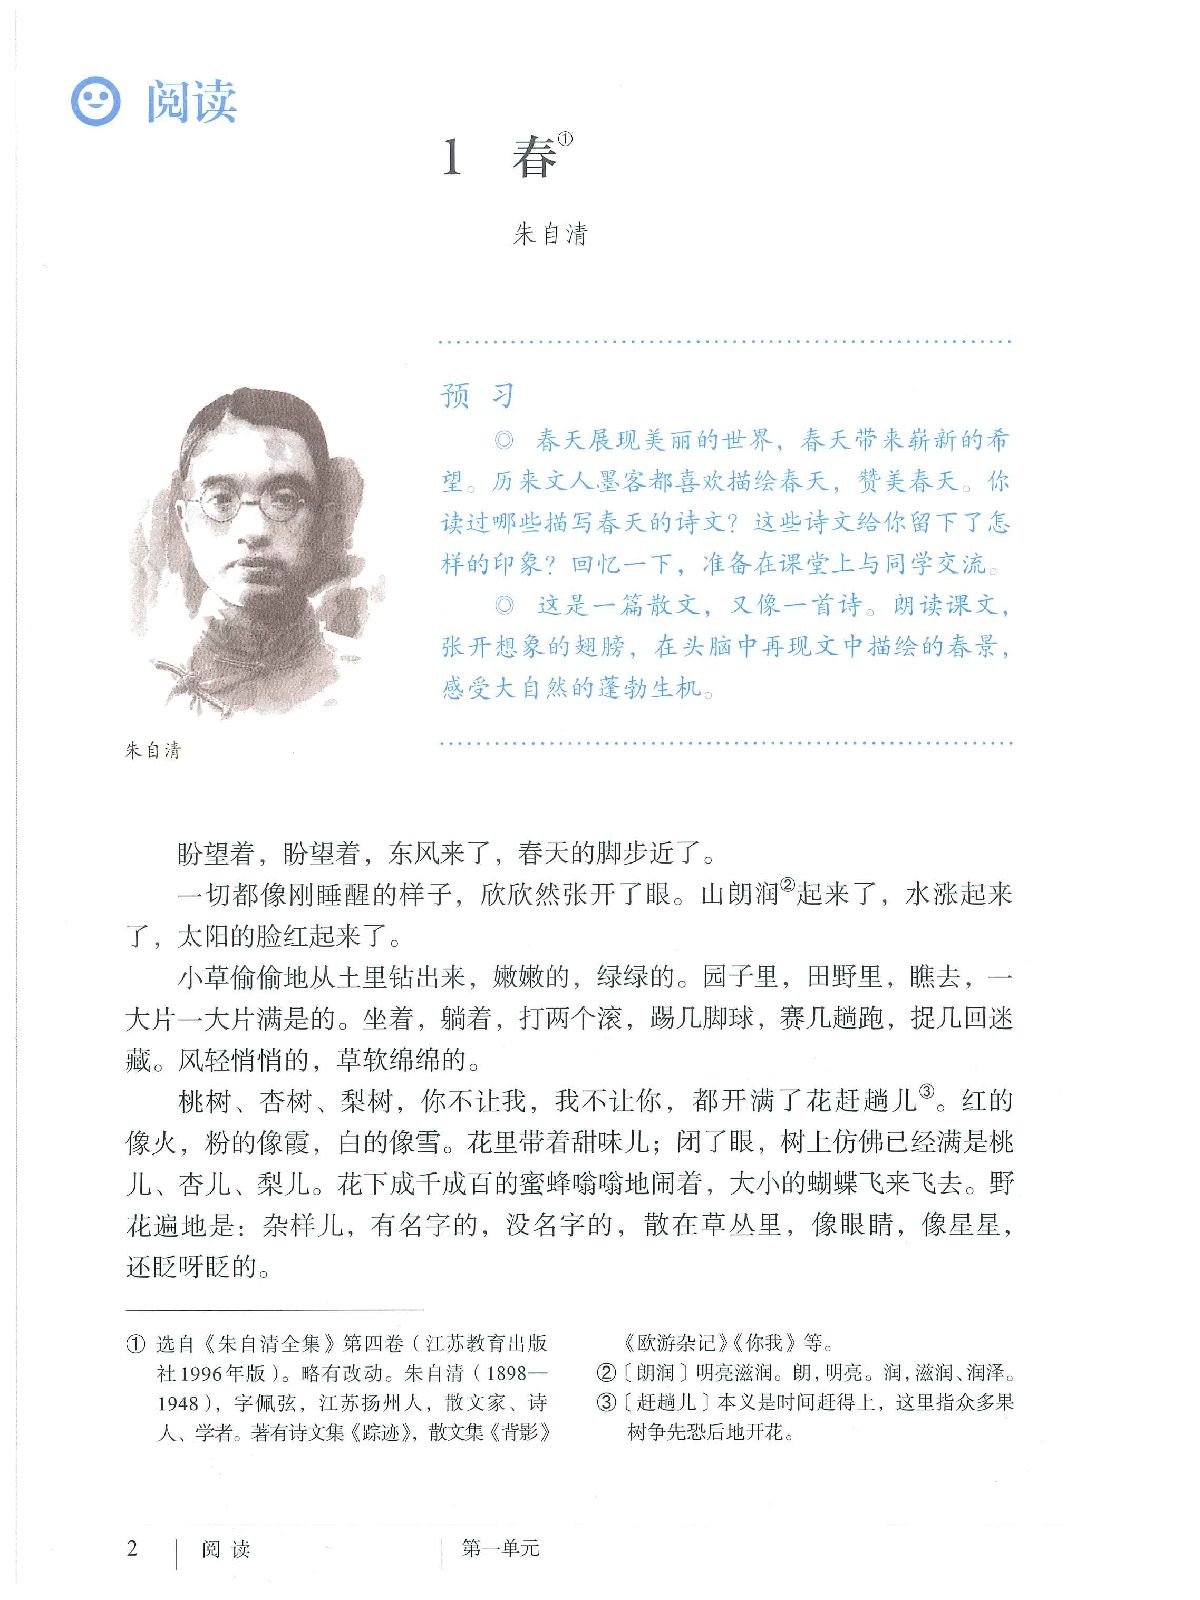 阅读
1 春①
朱自清
预 习
◎ 春天展现美丽的世界，春天带来崭新的希
望。历来文人墨客都喜欢描绘春天，赞美春天。你
读过哪些描写春天的诗文？这些诗文给你留下了怎
样的印象？回忆一下，准备在课堂上与同学交流。
◎ 这是一篇散文，又像一首诗。朗读课文，
张开想象的翅膀，在头脑中再现文中描绘的春景，
感受大自然的蓬勃生机。
朱自清
盼望着，盼望着，东风来了，春天的脚步近了。
一切都像刚睡醒的样子，欣欣然张开了眼。山朗润②起来了，水涨起来
了，太阳的脸红起来了。
小草偷偷地从土里钻出来，嫩嫩的，绿绿的。园子里，田野里，瞧去，一
大片一大片满是的。坐着，躺着，打两个滚，踢几脚球，赛几趟跑，捉几回迷
藏。风轻悄悄的，草软绵绵的。
桃树、杏树、梨树，你不让我，我不让你，都开满了花赶趟儿③。红的
像火，粉的像霞，白的像雪。花里带着甜味儿；闭了眼，树上仿佛已经满是桃
儿、杏儿、梨儿。花下成千成百的蜜蜂嗡嗡地闹着，大小的蝴蝶飞来飞去。野
花遍地是：杂样儿，有名字的，没名字的，散在草丛里，像眼睛，像星星，
还眨呀眨的。
① 选自《朱自清全集》第四卷（江苏教育出版
社1996年版）。略有改动。朱自清（1898—
1948），字佩弦，江苏扬州人，散文家、诗
人、学者。著有诗文集《踪迹》，散文集《背影》
《欧游杂记》《你我》等。
②〔朗润〕明亮滋润。朗，明亮。润，滋润、润泽。
③〔赶趟儿〕本义是时间赶得上，这里指众多果
树争先恐后地开花。
2 阅 读 第一单元